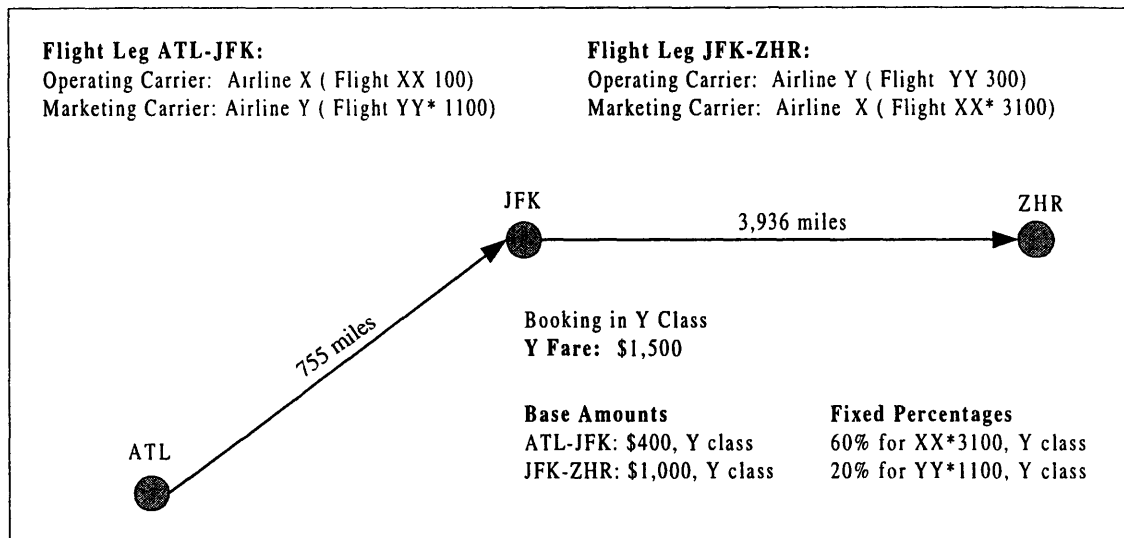 Flight Leg ATL-JFK:
Operating Carrier: Airline X ( Flight XX 100)
Marketing Carrier: Airline Y ( Flight YY* 1100)
Flight Leg JFK-ZHR:
Operating Carrier: Airline Y ( Flight YY 300)
Marketing Carrier: Airline X ( Flight XX* 3100)
JFK
ZHR
3,936 miles
755 miles
ATL
Booking in Y Class
Y Fare: $1,500
Base Amounts
ATL-JFK: $400, Y class
JFK-ZHR: $1,000, Y class
Fixed Percentages
60% for XX*3100, Y class
20% for YY*1100, Y class